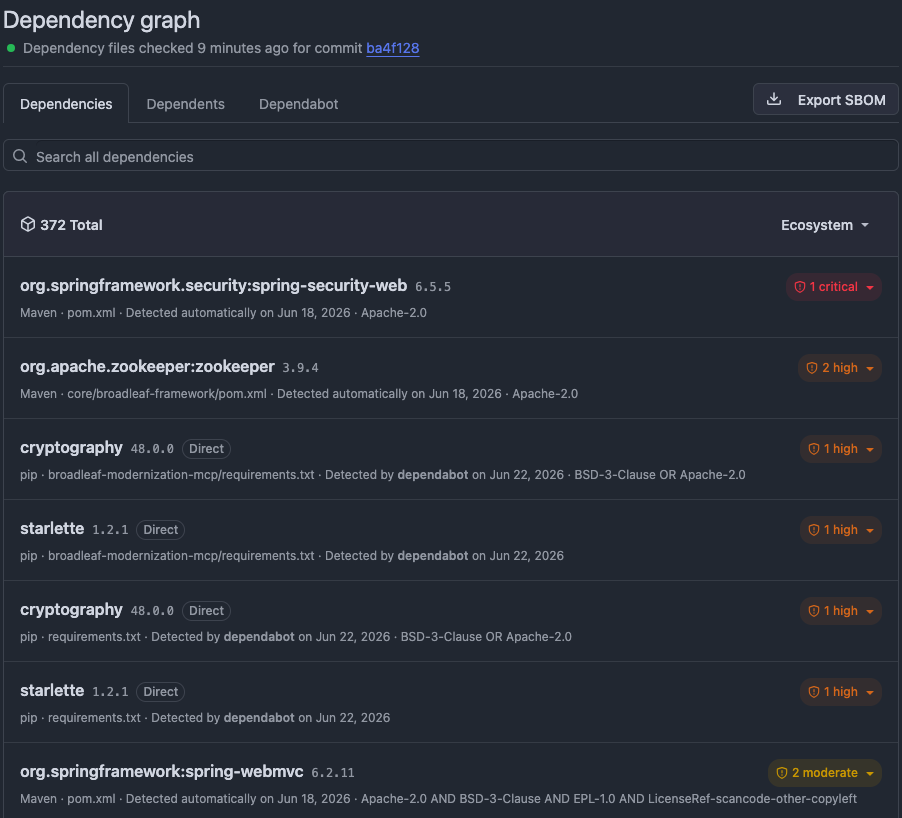 Dependency graph
Dependency files checked 9 minutes ago for commit ba4f128
Dependencies Dependents Dependabot Export SBOM
Search all dependencies
372 Total Ecosystem
org.springframework.security:spring-security-web 6.5.5 1 critical
Maven · pom.xml · Detected automatically on Jun 18, 2026 · Apache-2.0
org.apache.zookeeper:zookeeper 3.9.4 2 high
Maven · core/broadleaf-framework/pom.xml · Detected automatically on Jun 18, 2026 · Apache-2.0
cryptography 48.0.0 Direct 1 high
pip · broadleaf-modernization-mcp/requirements.txt · Detected by dependabot on Jun 22, 2026 · BSD-3-Clause OR Apache-2.0
starlette 1.2.1 Direct 1 high
pip · broadleaf-modernization-mcp/requirements.txt · Detected by dependabot on Jun 22, 2026
cryptography 48.0.0 Direct 1 high
pip · requirements.txt · Detected by dependabot on Jun 22, 2026 · BSD-3-Clause OR Apache-2.0
starlette 1.2.1 Direct 1 high
pip · requirements.txt · Detected by dependabot on Jun 22, 2026
org.springframework:spring-webmvc 6.2.11 2 moderate
Maven · pom.xml · Detected automatically on Jun 18, 2026 · Apache-2.0 AND BSD-3-Clause AND EPL-1.0 AND LicenseRef-scancode-other-copyleft